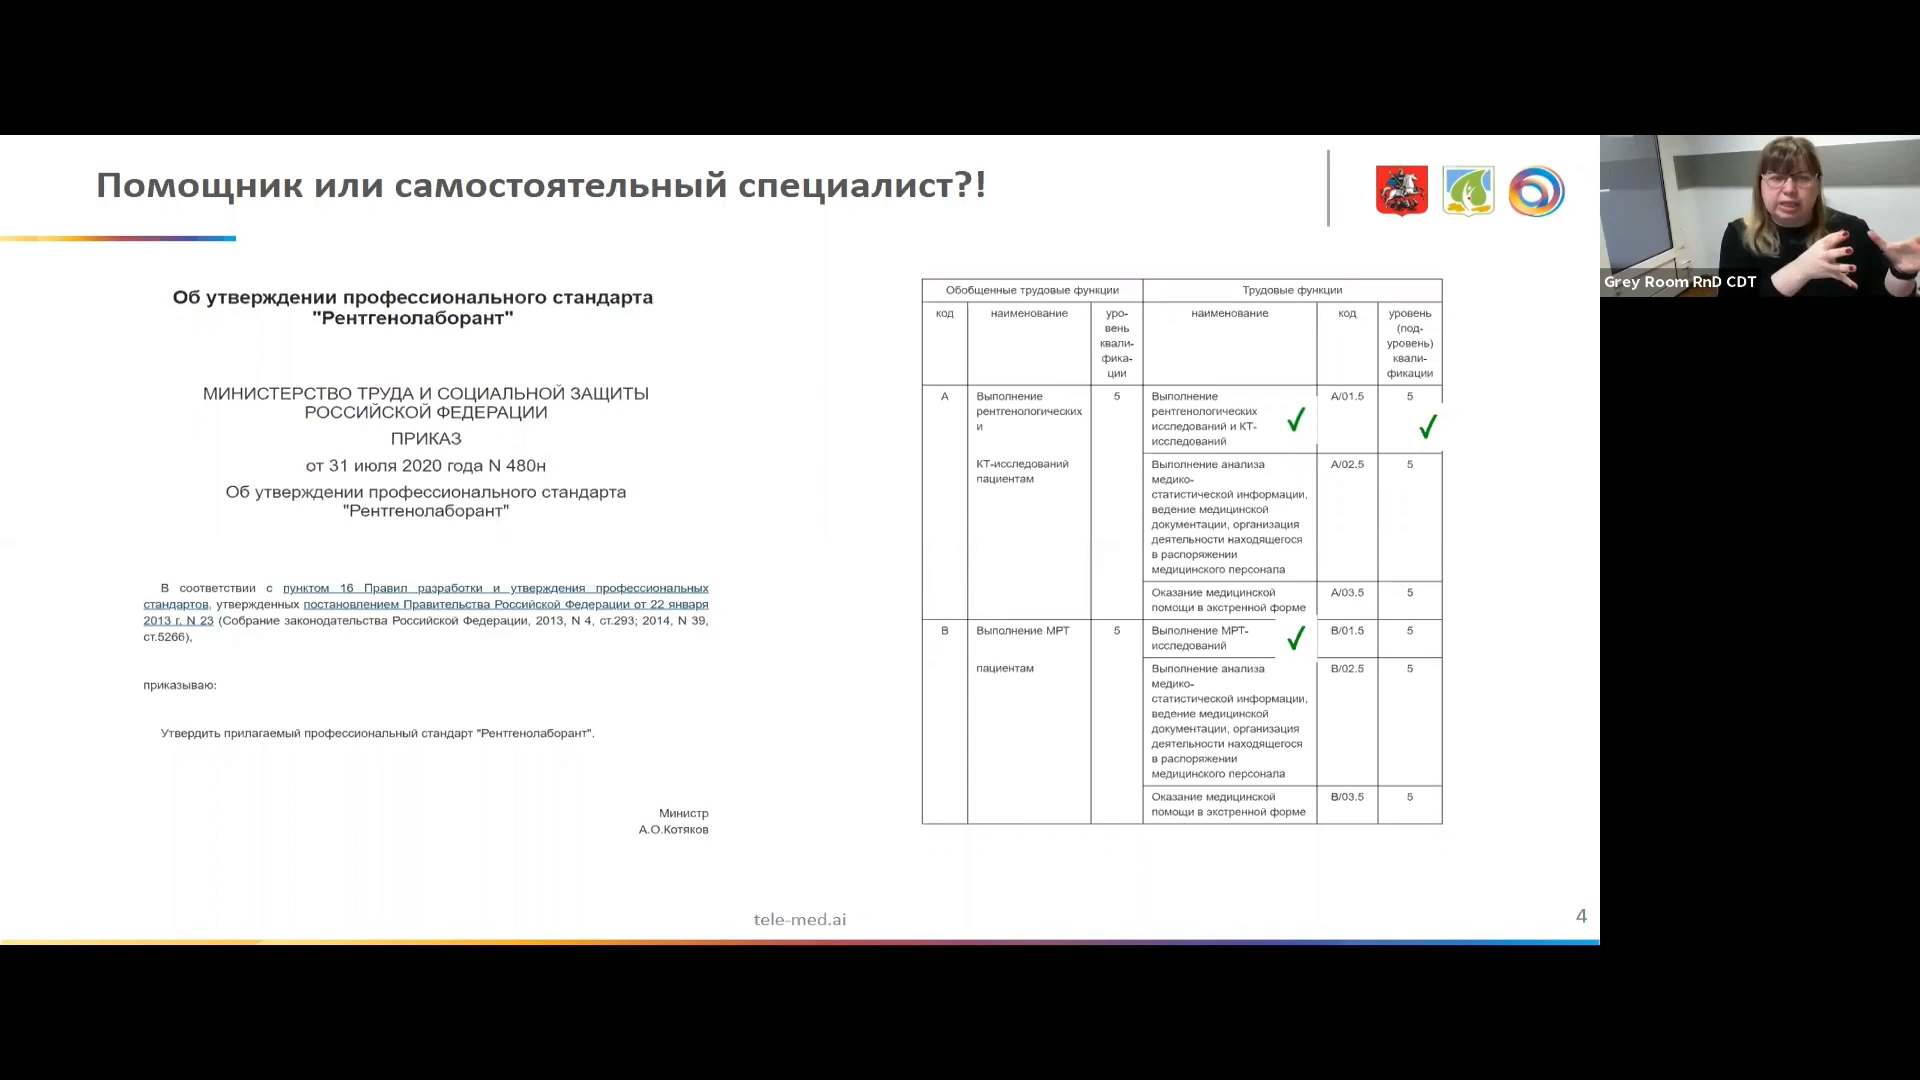 Помощник или самостоятельный специалист?!
Об утверждении профессионального стандарта
"Рентгенолаборант"
МИНИСТЕРСТВО ТРУДА И СОЦИАЛЬНОЙ ЗАЩИТЫ
РОССИЙСКОЙ ФЕДЕРАЦИИ
ПРИКАЗ
от 31 июля 2020 года N 480н
Об утверждении профессионального стандарта
"Рентгенолаборант"
В соответствии с пунктом 16 Правил разработки и утверждения профессиональных
стандартов, утвержденных постановлением Правительства Российской Федерации от 22 января
2013 г. N 23 (Собрание законодательства Российской Федерации, 2013, N 4, ст.293; 2014, N 39,
ст.5266),
приказываю:
Утвердить прилагаемый профессиональный стандарт "Рентгенолаборант".
Министр
А.О.Котяков
Обобщенные трудовые функции
Трудовые функции
код
наименование
уро-
вень
квали-
фика-
ции
наименование
код
уровень
(под-
уровень)
квали-
фикации
А
Выполнение
рентгенологических
и
КТ-исследований
пациентам
5
Выполнение
рентгенологических
исследований и КТ-
исследований
А/01.5
5
Выполнение анализа
медико-
статистической информации,
ведение медицинской
документации, организация
деятельности находящегося
в распоряжении
медицинского персонала
А/02.5
5
Оказание медицинской
помощи в экстренной форме
А/03.5
5
В
Выполнение МРТ
пациентам
5
Выполнение МРТ-
исследований
В/01.5
5
Выполнение анализа
медико-
статистической информации,
ведение медицинской
документации, организация
деятельности находящегося
в распоряжении
медицинского персонала
В/02.5
5
Оказание медицинской
помощи в экстренной форме
В/03.5
5
tele-med.ai
4
Grey Room RnD CDT